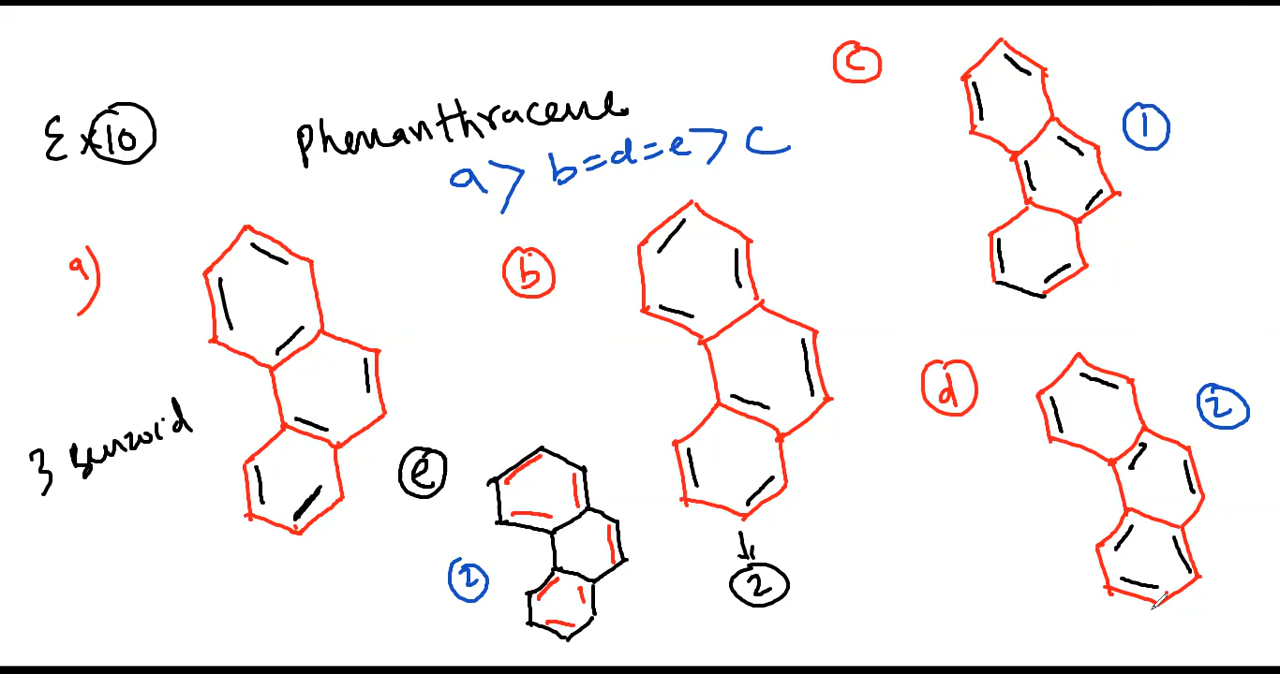 Ex 10
Phenanthracene
a > b = d = e > c
a)
3 Benzoid
b
2
c
1
d
2
e
2